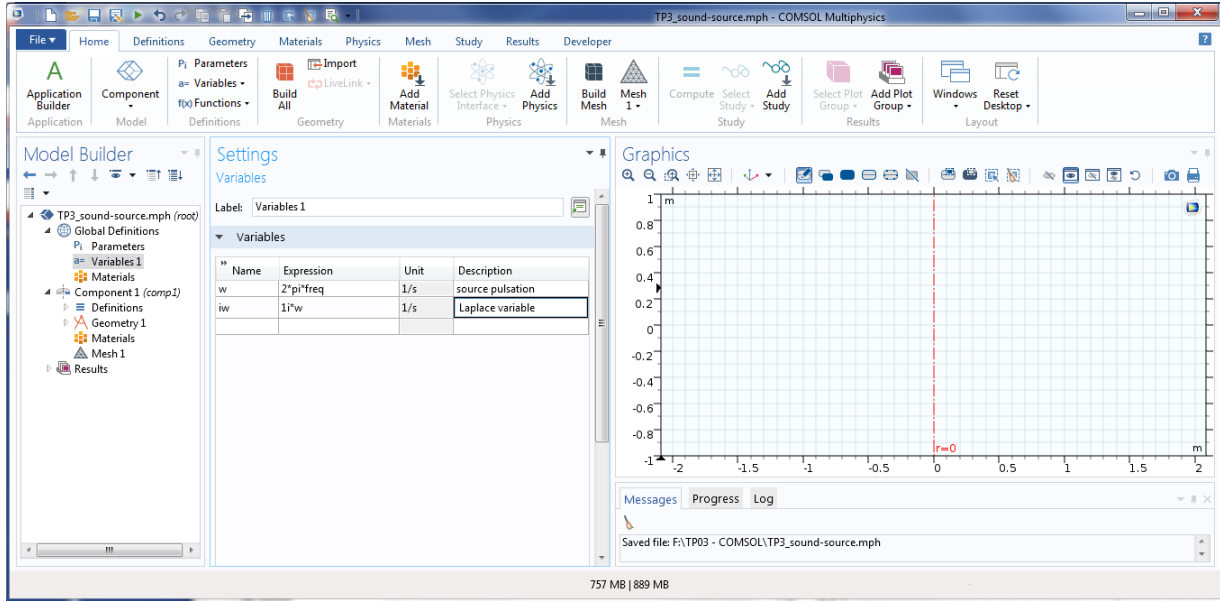 TP3_sound-source.mph - COMSOL Multiphysics
File Home Definitions Geometry Materials Physics Mesh Study Results Developer ?
Application Builder
Application
Component
Model
Pi Parameters
a= Variables
f(x) Functions
Definitions
Build All
Import
LiveLink
Geometry
Add Material
Materials
Select Physics Interface
Add Physics
Physics
Build Mesh
Mesh 1
Mesh
Compute
Select Study
Add Study
Study
Select Plot Group
Add Plot Group
Results
Windows
Reset Desktop
Layout
Model Builder
TP3_sound-source.mph (root)
Global Definitions
Pi Parameters
a= Variables 1
Materials
Component 1 (comp1)
Definitions
Geometry 1
Materials
Mesh 1
Results
Settings
Variables
Label: Variables 1
Variables
Name Expression Unit Description
w 2*pi*freq 1/s source pulsation
iw 1i*w 1/s Laplace variable
Graphics
1 m
0.8
0.6
0.4
0.2
0
-0.2
-0.4
-0.6
-0.8
r=0 m
-1
-2 -1.5 -1 -0.5 0 0.5 1 1.5 2
Messages Progress Log
Saved file: F:\TP03 - COMSOL\TP3_sound-source.mph
757 MB | 889 MB